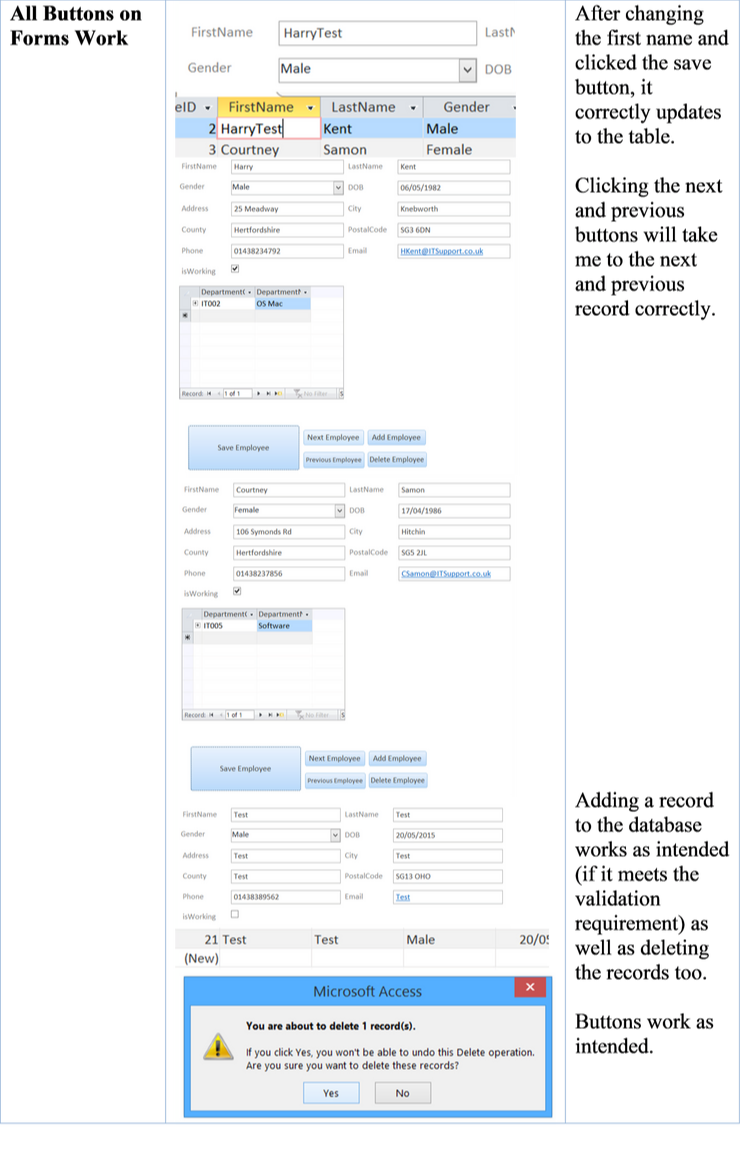 All Buttons on
Forms Work
FirstName HarryTest LastN
Gender Male DOB
eID FirstName LastName Gender
2 HarryTest Kent Male
3 Courtney Samon Female
FirstName Harry LastName Kent
Gender Male DOB 06/05/1982
Address 25 Meadway City Knebworth
County Hertfordshire PostalCode SG3 6DN
Phone 01438234792 Email HKent@ITSupport.co.uk
isWorking
Department( DepartmentN
IT002 OS Mac
Record: 1 of 1 No Filter S
Save Employee
Next Employee Add Employee
Previous Employee Delete Employee
FirstName Courtney LastName Samon
Gender Female DOB 17/04/1986
Address 106 Symonds Rd City Hitchin
County Hertfordshire PostalCode SG5 2JL
Phone 01438237856 Email CSamon@ITSupport.co.uk
isWorking
Department( DepartmentN
IT005 Software
Record: 1 of 1 No Filter S
Save Employee
Next Employee Add Employee
Previous Employee Delete Employee
FirstName Test LastName Test
Gender Male DOB 20/05/2015
Address Test City Test
County Test PostalCode SG13 OHO
Phone 01438389562 Email Test
isWorking
21 Test Test Male 20/05
(New)
Microsoft Access
You are about to delete 1 record(s).
If you click Yes, you won't be able to undo this Delete operation.
Are you sure you want to delete these records?
Yes No
After changing
the first name and
clicked the save
button, it
correctly updates
to the table.
Clicking the next
and previous
buttons will take
me to the next
and previous
record correctly.
Adding a record
to the database
works as intended
(if it meets the
validation
requirement) as
well as deleting
the records too.
Buttons work as
intended.